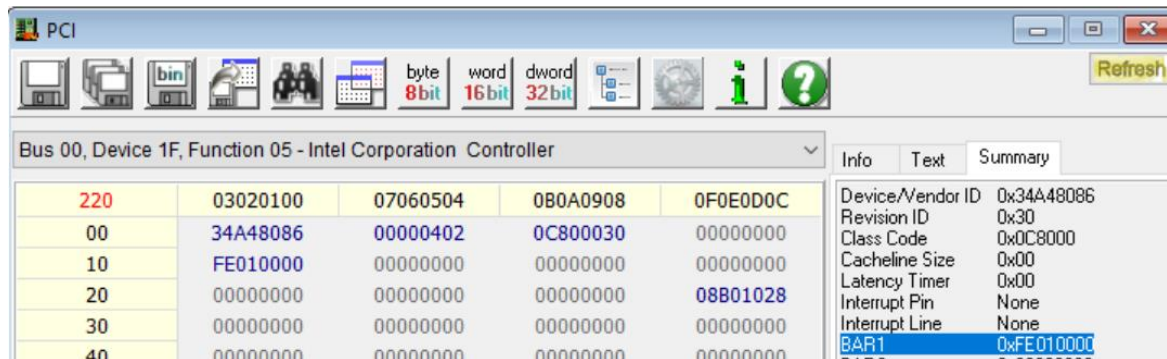 PCI
bin
byte 8bit
word 16bit
dword 32bit
Refresh
Bus 00, Device 1F, Function 05 - Intel Corporation Controller
Info Text Summary
220 03020100 07060504 0B0A0908 0F0E0D0C
00 34A48086 00000402 0C800030 00000000
10 FE010000 00000000 00000000 00000000
20 00000000 00000000 00000000 08B01028
30 00000000 00000000 00000000 00000000
40 00000000 00000000 00000000 00000000
Device/Vendor ID 0x34A48086
Revision ID 0x30
Class Code 0x0C8000
Cacheline Size 0x00
Latency Timer 0x00
Interrupt Pin None
Interrupt Line None
BAR1 0xFE010000